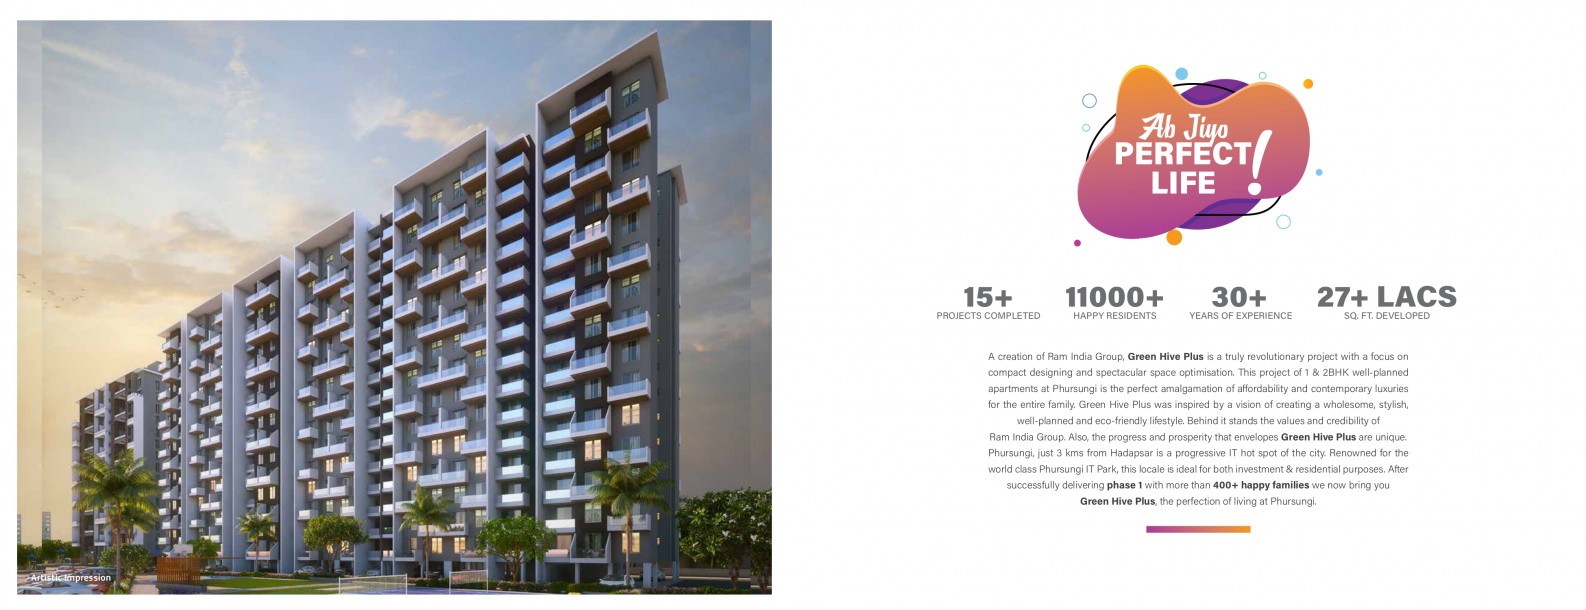 Artistic Impression
Ab Jiyo
PERFECT
LIFE!
15+
PROJECTS COMPLETED
11000+
HAPPY RESIDENTS
30+
YEARS OF EXPERIENCE
27+ LACS
SQ. FT. DEVELOPED
A creation of Ram India Group, Green Hive Plus is a truly revolutionary project with a focus on
compact designing and spectacular space optimisation. This project of 1 & 2BHK well-planned
apartments at Phursungi is the perfect amalgamation of affordability and contemporary luxuries
for the entire family. Green Hive Plus was inspired by a vision of creating a wholesome, stylish,
well-planned and eco-friendly lifestyle. Behind it stands the values and credibility of
Ram India Group. Also, the progress and prosperity that envelopes Green Hive Plus are unique.
Phursungi, just 3 kms from Hadapsar is a progressive IT hot spot of the city. Renowned for the
world class Phursungi IT Park, this locale is ideal for both investment & residential purposes. After
successfully delivering phase 1 with more than 400+ happy families we now bring you
Green Hive Plus, the perfection of living at Phursungi.